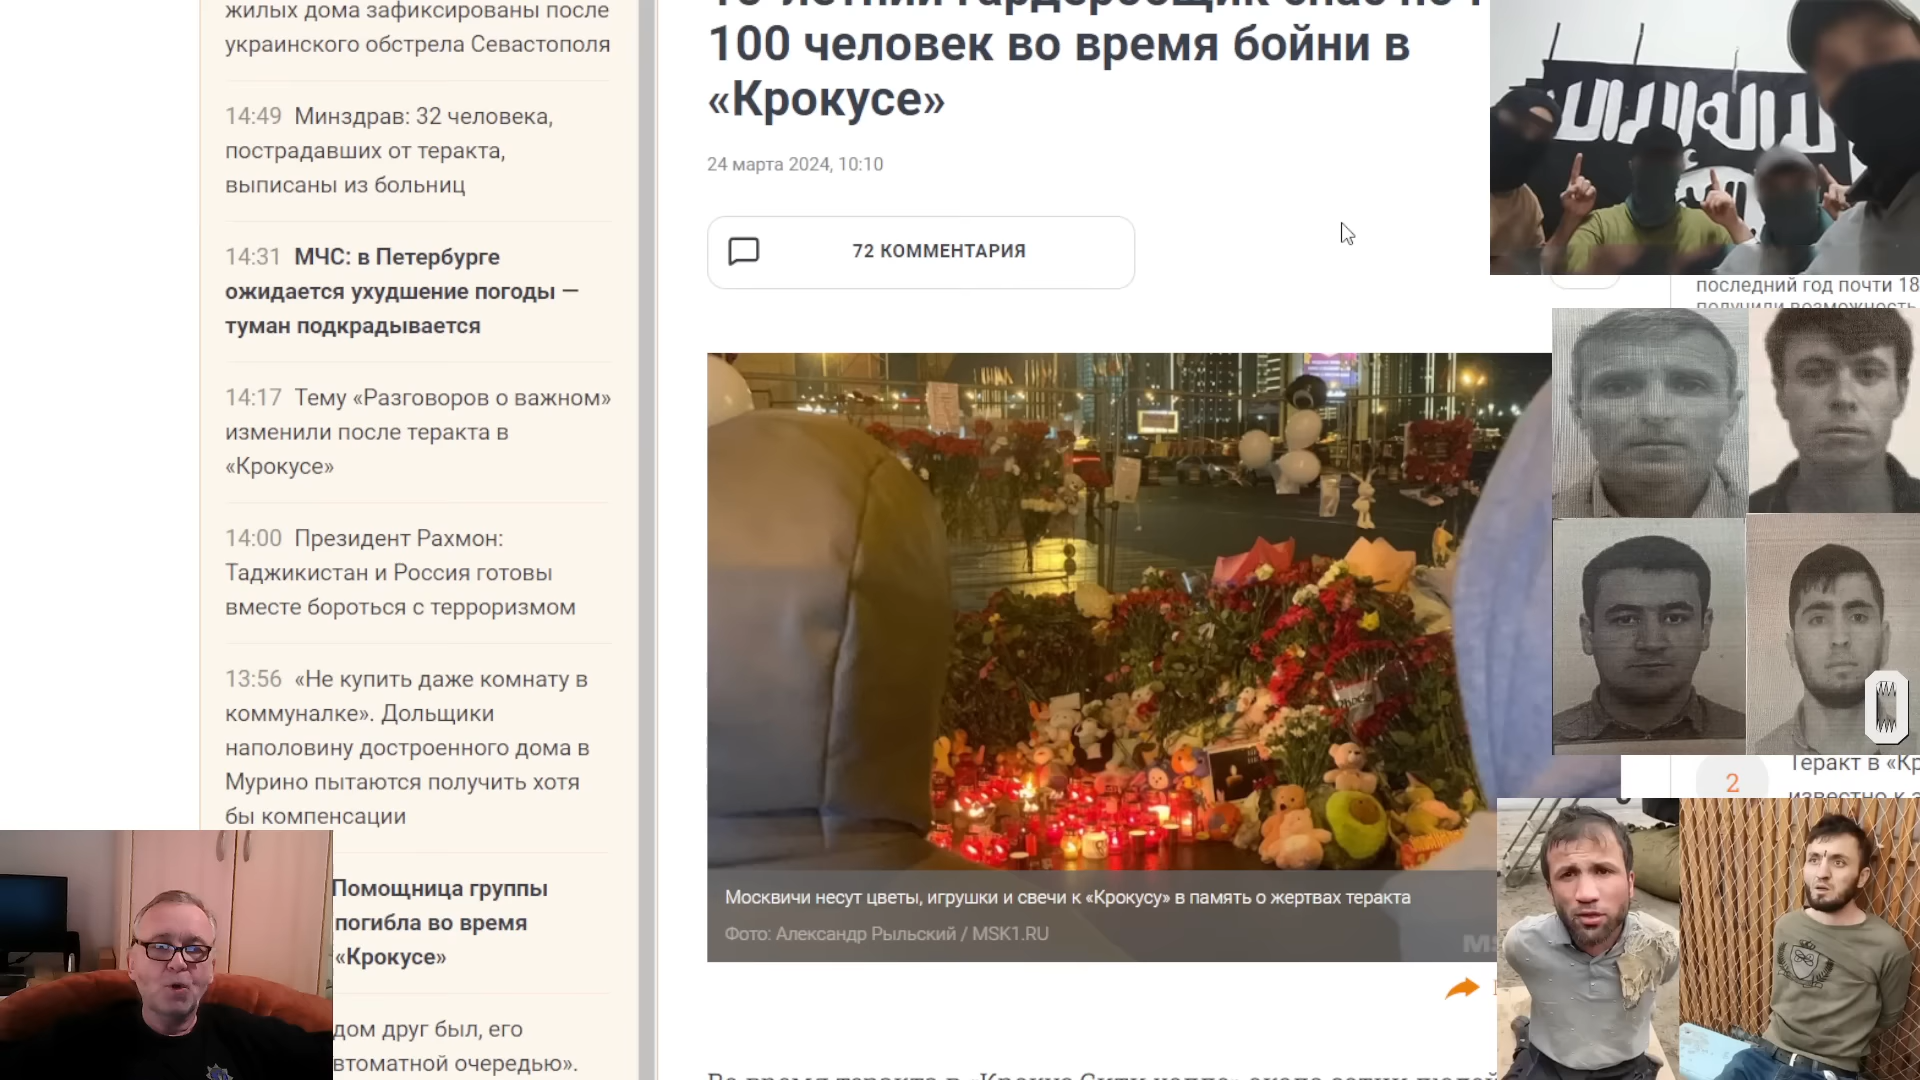 жилых дома зафиксированы после
украинского обстрела Севастополя
14:49 Минздрав: 32 человека,
пострадавших от теракта,
выписаны из больниц
14:31 МЧС: в Петербурге
ожидается ухудшение погоды —
туман подкрадывается
14:17 Тему «Разговоров о важном»
изменили после теракта в
«Крокусе»
14:00 Президент Рахмон:
Таджикистан и Россия готовы
вместе бороться с терроризмом
13:56 «Не купить даже комнату в
коммуналке». Дольщики
наполовину достроенного дома в
Мурино пытаются получить хотя
бы компенсации
Помощница группы
погибла во время
«Крокусе»
дом друг был, его
втоматной очередью».
100 человек во время бойни в
«Крокусе»
24 марта 2024, 10:10
72 КОММЕНТАРИЯ
Москвичи несут цветы, игрушки и свечи к «Крокусу» в память о жертвах теракта
Фото: Александр Рыльский / MSK1.RU
последний год почти 18
получили возможность
2
Теракт в «Кр